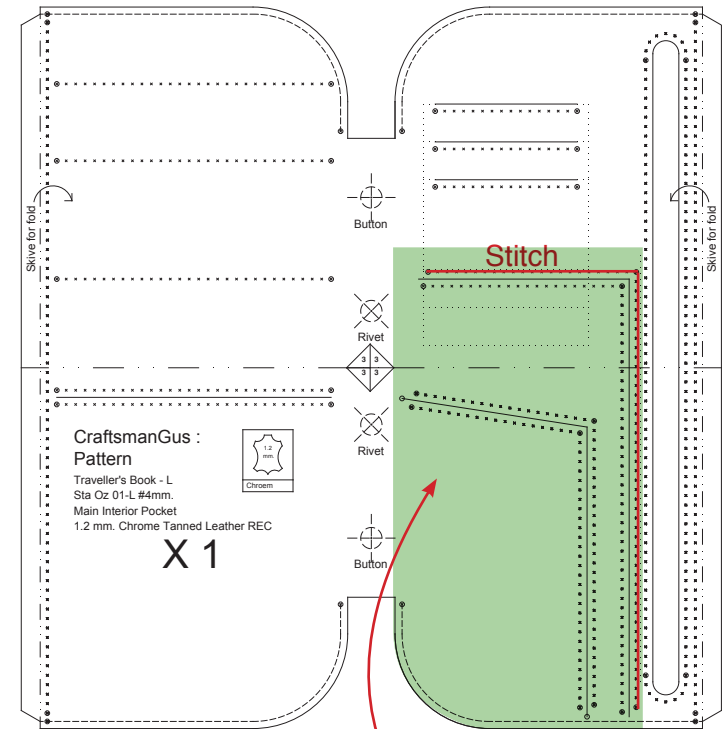 Stitch
Skive for fold
Skive for fold
Button
Rivet
3 3
3 3
Rivet
CraftsmanGus :
Pattern
Traveller's Book - L
Sta Oz 01-L #4mm.
Main Interior Pocket
1.2 mm. Chrome Tanned Leather REC
X 1
1.2
mm.
Chroem
Button